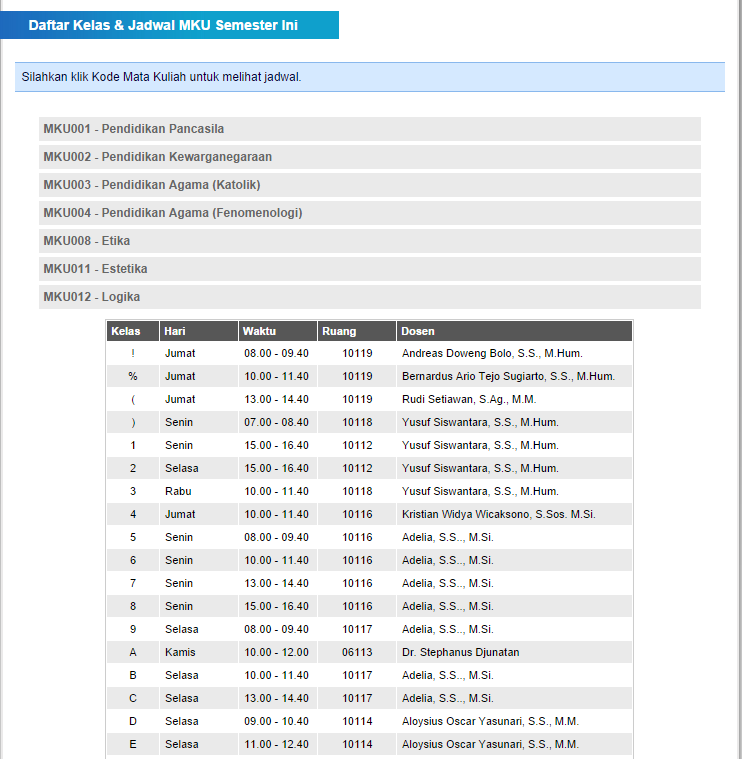 Daftar Kelas & Jadwal MKU Semester Ini
Silahkan klik Kode Mata Kuliah untuk melihat jadwal.
MKU001 - Pendidikan Pancasila
MKU002 - Pendidikan Kewarganegaraan
MKU003 - Pendidikan Agama (Katolik)
MKU004 - Pendidikan Agama (Fenomenologi)
MKU008 - Etika
MKU011 - Estetika
MKU012 - Logika
Kelas Hari Waktu Ruang Dosen
! Jumat 08.00 - 09.40 10119 Andreas Doweng Bolo, S.S., M.Hum.
% Jumat 10.00 - 11.40 10119 Bernardus Ario Tejo Sugiarto, S.S., M.Hum.
( Jumat 13.00 - 14.40 10119 Rudi Setiawan, S.Ag., M.M.
) Senin 07.00 - 08.40 10118 Yusuf Siswantara, S.S., M.Hum.
1 Senin 15.00 - 16.40 10112 Yusuf Siswantara, S.S., M.Hum.
2 Selasa 15.00 - 16.40 10112 Yusuf Siswantara, S.S., M.Hum.
3 Rabu 10.00 - 11.40 10118 Yusuf Siswantara, S.S., M.Hum.
4 Jumat 10.00 - 11.40 10116 Kristian Widya Wicaksono, S.Sos. M.Si.
5 Senin 08.00 - 09.40 10116 Adelia, S.S.., M.Si.
6 Senin 10.00 - 11.40 10116 Adelia, S.S.., M.Si.
7 Senin 13.00 - 14.40 10116 Adelia, S.S.., M.Si.
8 Senin 15.00 - 16.40 10116 Adelia, S.S.., M.Si.
9 Selasa 08.00 - 09.40 10117 Adelia, S.S.., M.Si.
A Kamis 10.00 - 12.00 06113 Dr. Stephanus Djunatan
B Selasa 10.00 - 11.40 10117 Adelia, S.S.., M.Si.
C Selasa 13.00 - 14.40 10117 Adelia, S.S.., M.Si.
D Selasa 09.00 - 10.40 10114 Aloysius Oscar Yasunari, S.S., M.M.
E Selasa 11.00 - 12.40 10114 Aloysius Oscar Yasunari, S.S., M.M.